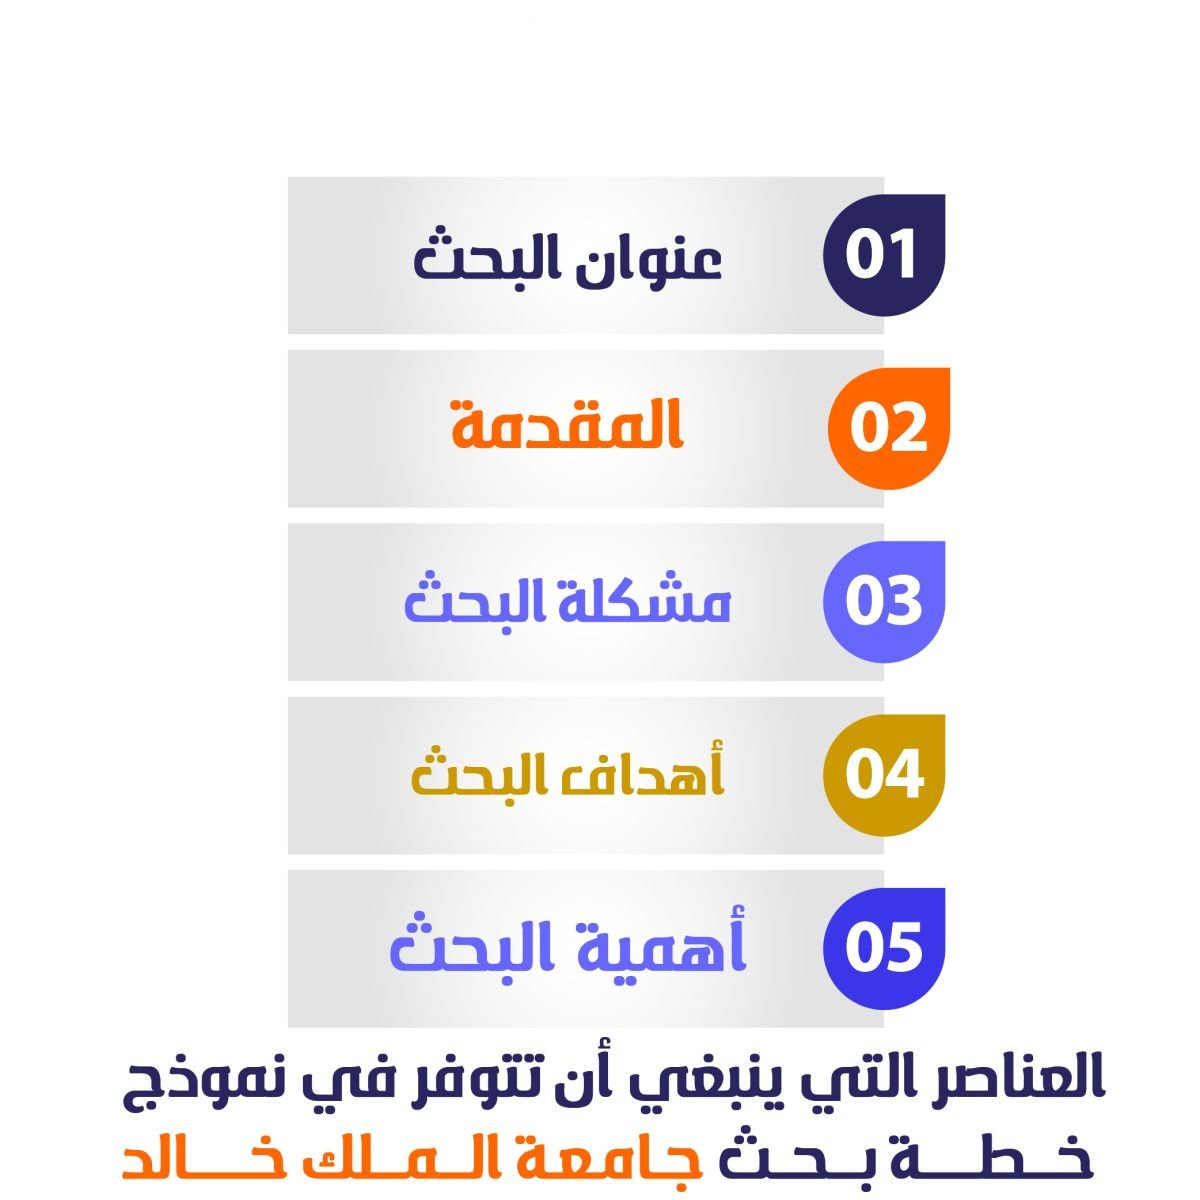 01 عنوان البحث
02 المقدمة
03 مشكلة البحث
04 أهداف البحث
05 أهمية البحث
العناصر التي ينبغي أن تتوفر في نموذج
خطة بحث جامعة الملك خالد